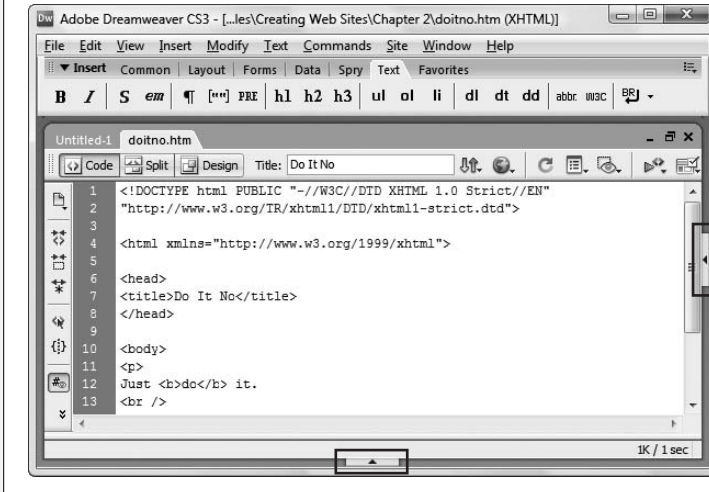 Dw Adobe Dreamweaver CS3 - [...les\Creating Web Sites\Chapter 2\doitno.htm (XHTML)]
File Edit View Insert Modify Text Commands Site Window Help
▼ Insert Common Layout Forms Data Spry Text Favorites
B I S em ¶ [""] PRE h1 h2 h3 ul ol li dl dt dd abbr. W3C BR
Untitled-1 doitno.htm
Code Split Design Title: Do It No
1 <!DOCTYPE html PUBLIC "-//W3C//DTD XHTML 1.0 Strict//EN"
2 "http://www.w3.org/TR/xhtml1/DTD/xhtml1-strict.dtd">
3
4 <html xmlns="http://www.w3.org/1999/xhtml">
5
6 <head>
7 <title>Do It No</title>
8 </head>
9
10 <body>
11 <p>
12 Just <b>do</b> it.
13 <br />
1K / 1 sec